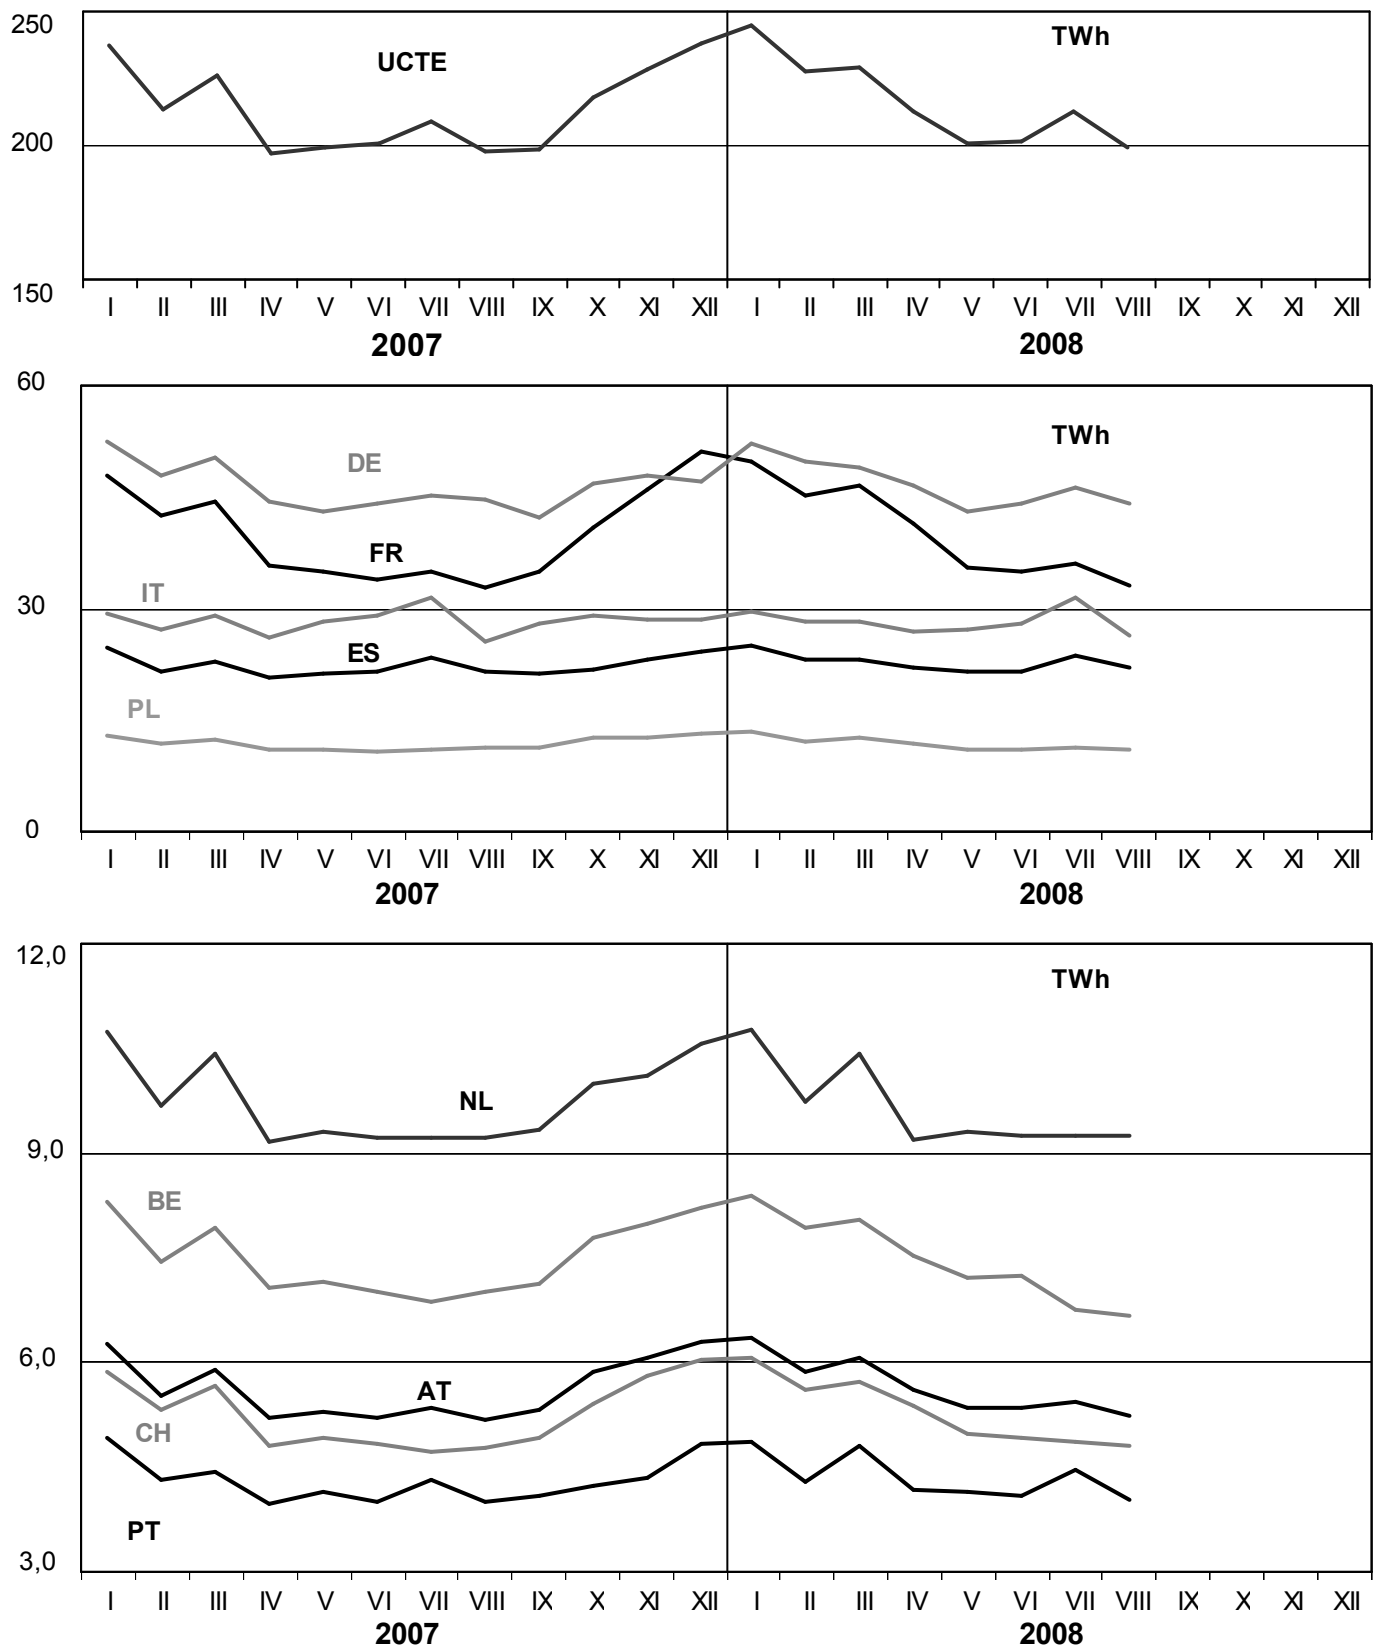 250
TWh
UCTE
200
150
I II III IV V VI VII VIII IX X XI XII I II III IV V VI VII VIII IX X XI XII
2007 2008
60
TWh
DE
FR
IT
30
ES
PL
0
I II III IV V VI VII VIII IX X XI XII I II III IV V VI VII VIII IX X XI XII
2007 2008
12,0
TWh
NL
9,0
BE
6,0
AT
CH
PT
3,0
I II III IV V VI VII VIII IX X XI XII I II III IV V VI VII VIII IX X XI XII
2007 2008